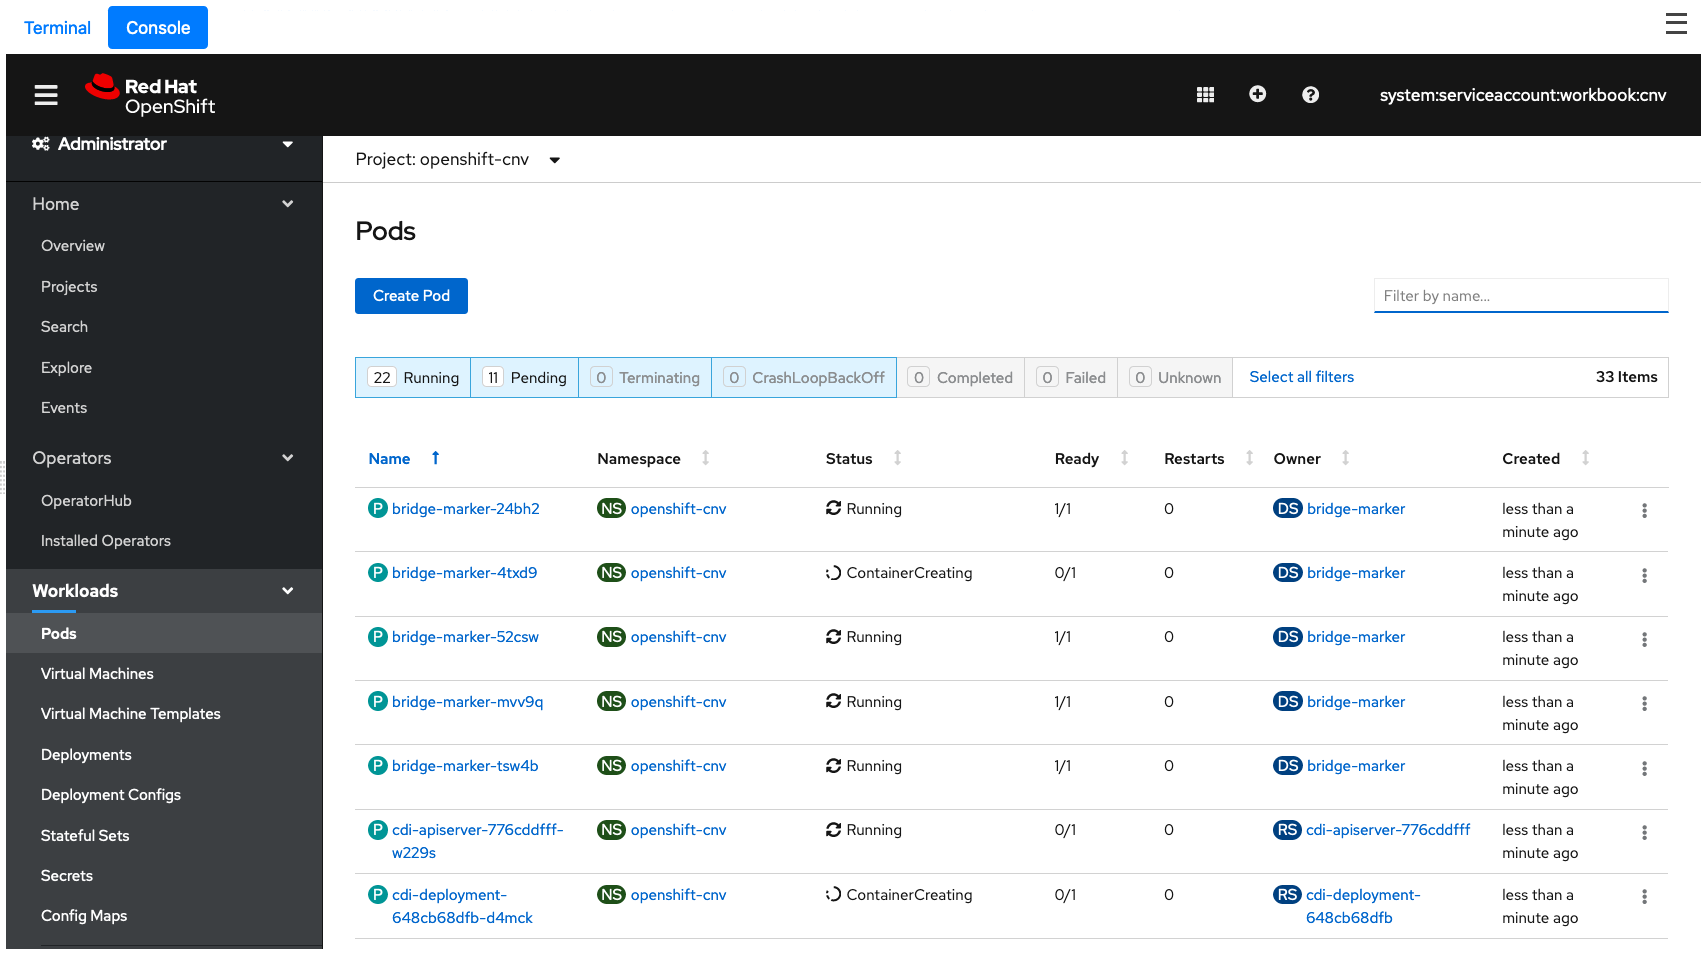 Terminal Console
Red Hat
OpenShift
system:serviceaccount:workbook:cnv
Administrator
Home
Overview
Projects
Search
Explore
Events
Operators
OperatorHub
Installed Operators
Workloads
Pods
Virtual Machines
Virtual Machine Templates
Deployments
Deployment Configs
Stateful Sets
Secrets
Config Maps
Project: openshift-cnv
Pods
Create Pod
Filter by name...
22 Running 11 Pending 0 Terminating 0 CrashLoopBackOff 0 Completed 0 Failed 0 Unknown Select all filters 33 Items
Name Namespace Status Ready Restarts Owner Created
P bridge-marker-24bh2 NS openshift-cnv Running 1/1 0 DS bridge-marker less than a
minute ago
P bridge-marker-4txd9 NS openshift-cnv ContainerCreating 0/1 0 DS bridge-marker less than a
minute ago
P bridge-marker-52csw NS openshift-cnv Running 1/1 0 DS bridge-marker less than a
minute ago
P bridge-marker-mvv9q NS openshift-cnv Running 1/1 0 DS bridge-marker less than a
minute ago
P bridge-marker-tsw4b NS openshift-cnv Running 1/1 0 DS bridge-marker less than a
minute ago
P cdi-apiserver-776cddfff- NS openshift-cnv Running 0/1 0 RS cdi-apiserver-776cddfff less than a
w229s minute ago
P cdi-deployment- NS openshift-cnv ContainerCreating 0/1 0 RS cdi-deployment- less than a
648cb68dfb-d4mck 648cb68dfb minute ago